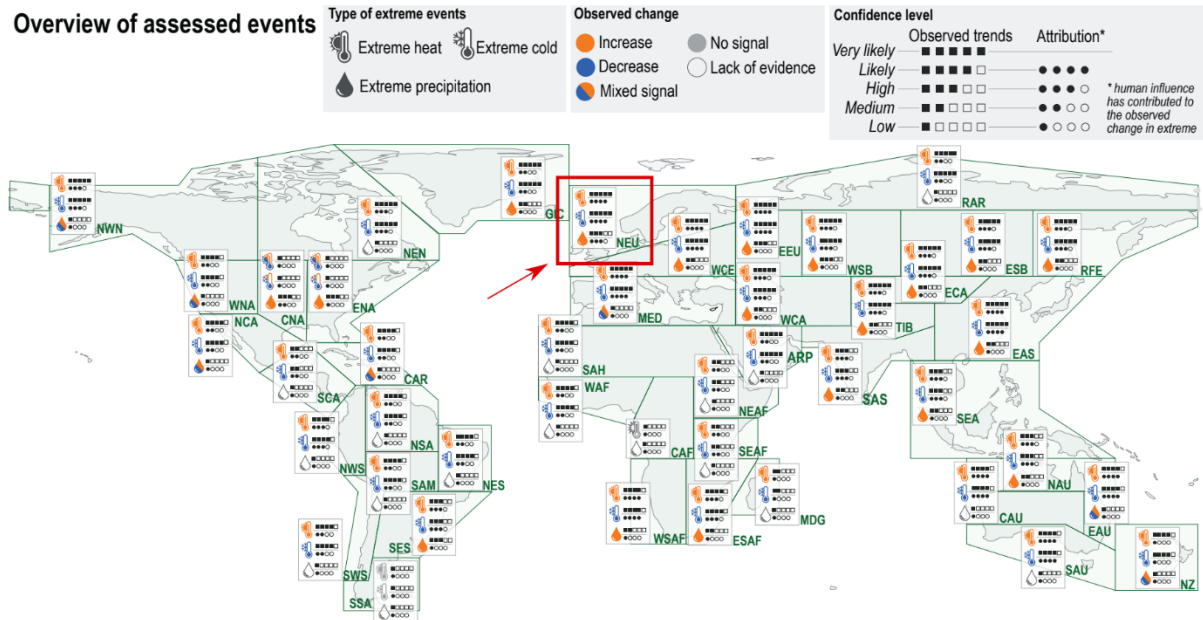 Overview of assessed events
Type of extreme events
Extreme heat
Extreme cold
Extreme precipitation
Observed change
Increase
No signal
Decrease
Lack of evidence
Mixed signal
Confidence level
Observed trends
Attribution*
Very likely
Likely
High
Medium
Low
* human influence
has contributed to
the observed
change in extreme
NWN
NEN
GIC
NEU
RAR
WCE
EEU
WSB
ESB
RFE
WNA
CNA
ENA
MED
WCA
ECA
TIB
NCA
EAS
SCA
CAR
SAH
ARP
SAS
SEA
WAF
NEAF
NWS
NSA
CAF
SEAF
NAU
SAM
NES
MDG
CAU
EAU
SES
WSAF
ESAF
SWS
SAU
NZ
SSA